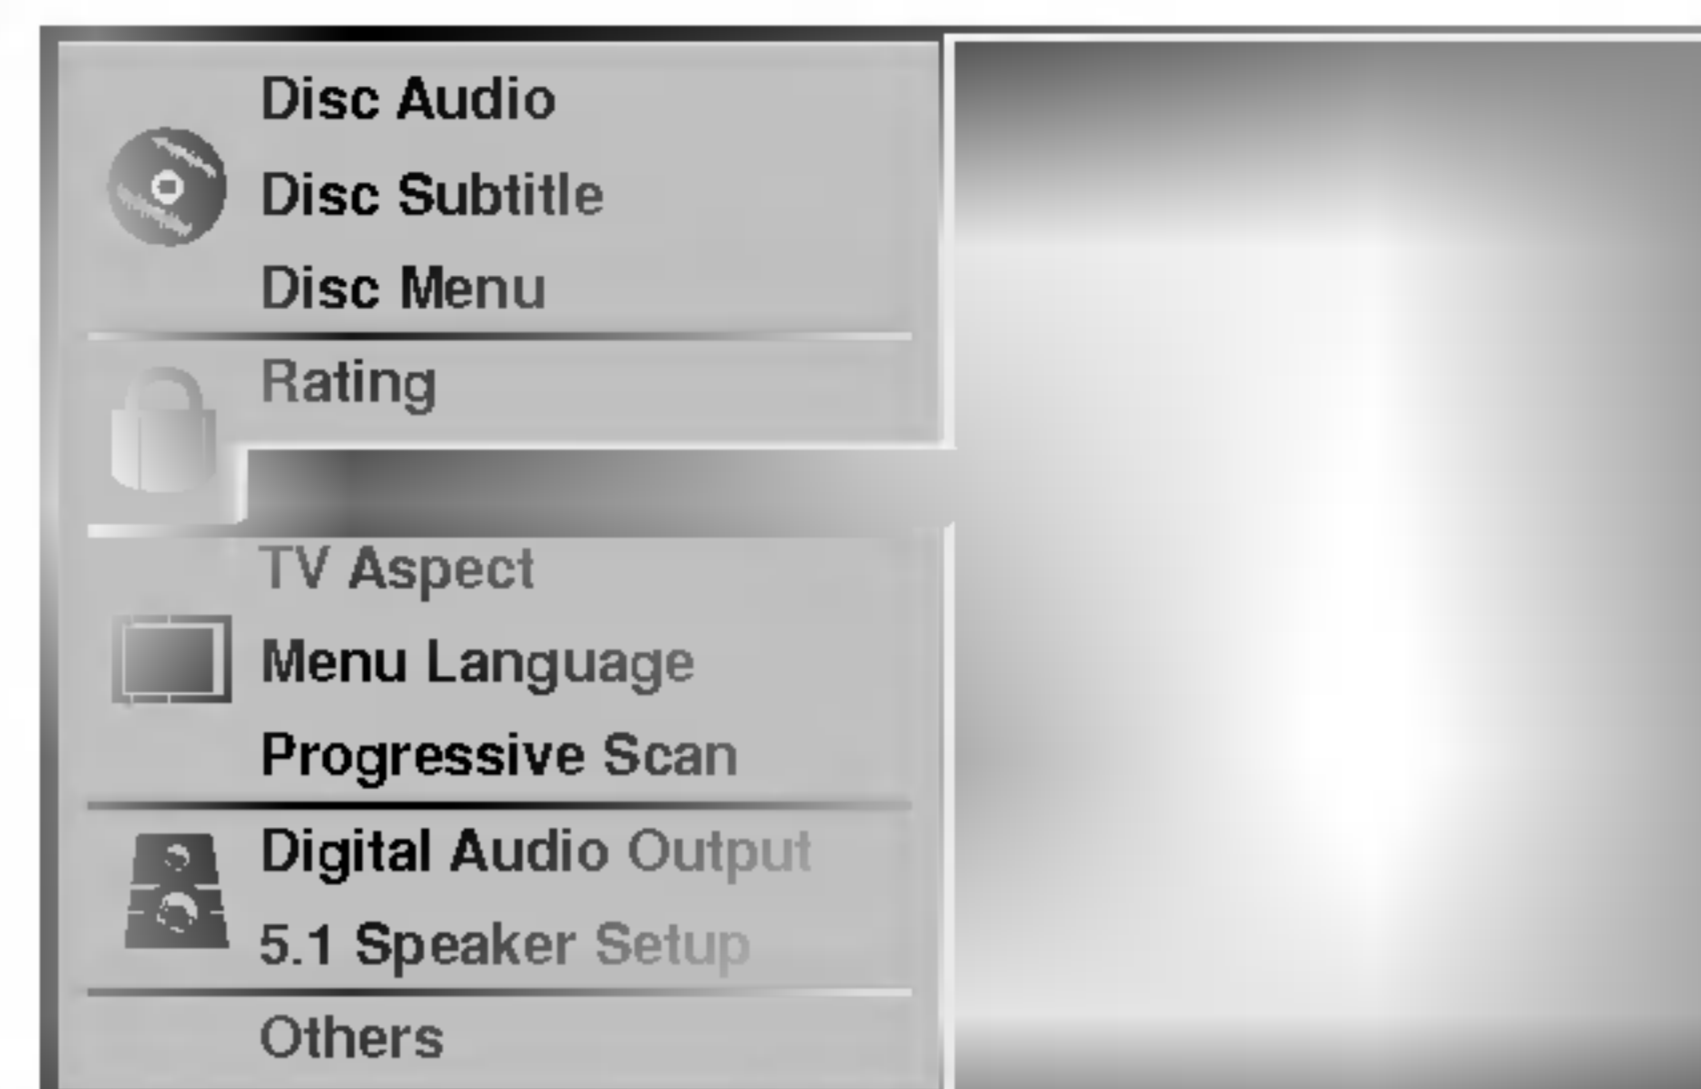 Disc Audio
Disc Subtitle
Disc Menu
Rating
TV Aspect
Menu Language
Progressive Scan
Digital Audio Output
5.1 Speaker Setup
Others